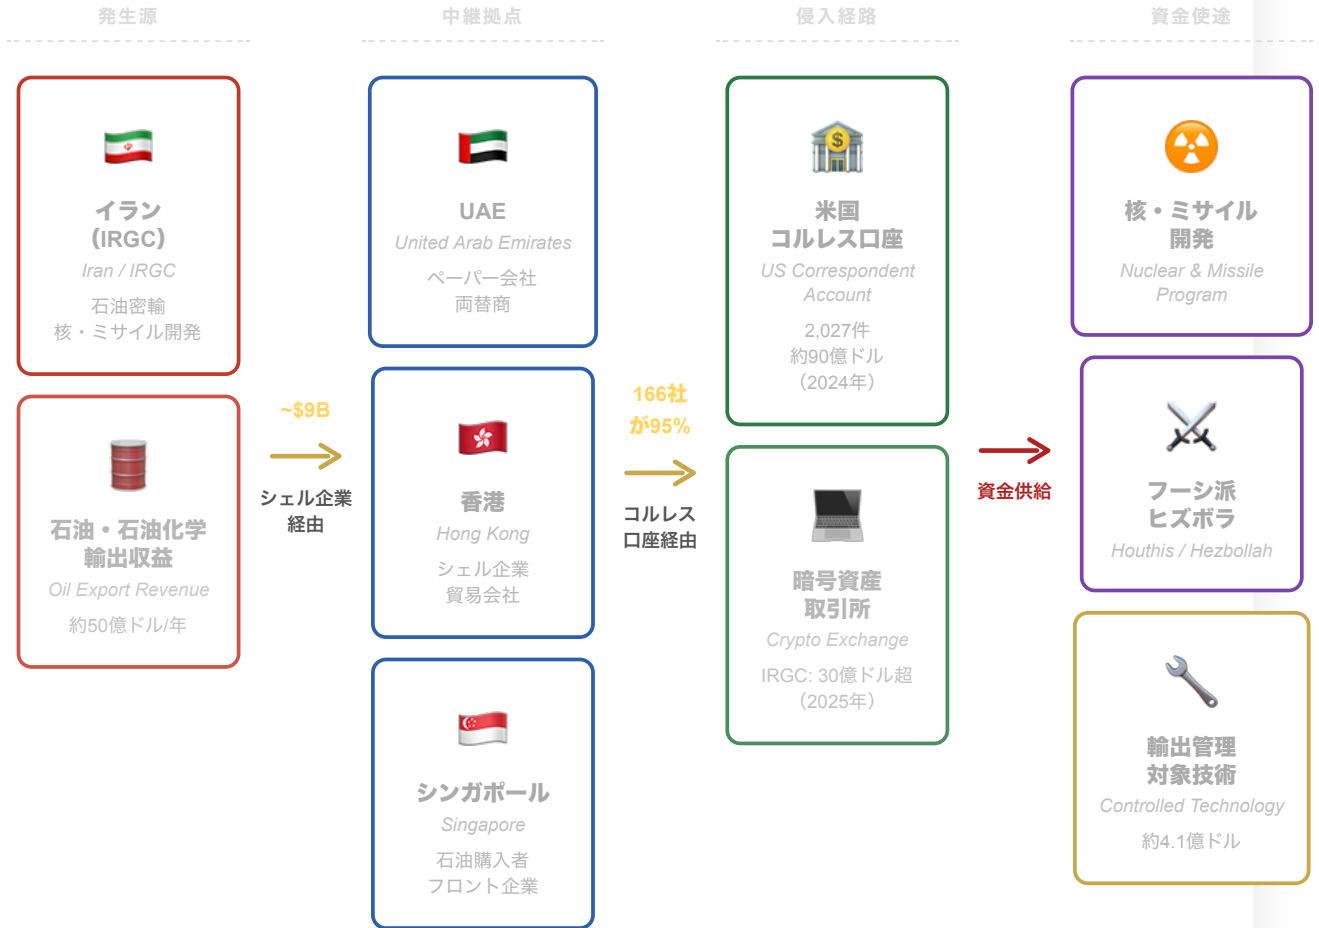 発生源
中継拠点
侵入経路
資金使途
イラン
(IRGC)
Iran / IRGC
石油密輸
核・ミサイル開発
石油・石油化学
輸出収益
Oil Export Revenue
約50億ドル/年
~$9B
シェル企業
経由
UAE
United Arab Emirates
ペーパー会社
両替商
香港
Hong Kong
シェル企業
貿易会社
シンガポール
Singapore
石油購入者
フロント企業
166社
が95%
コルレス
口座経由
米国
コルレス口座
US Correspondent
Account
2,027件
約90億ドル
（2024年）
暗号資産
取引所
Crypto Exchange
IRGC: 30億ドル超
（2025年）
資金供給
核・ミサイル
開発
Nuclear & Missile
Program
フーシ派
ヒズボラ
Houthis / Hezbollah
輸出管理
対象技術
Controlled Technology
約4.1億ドル